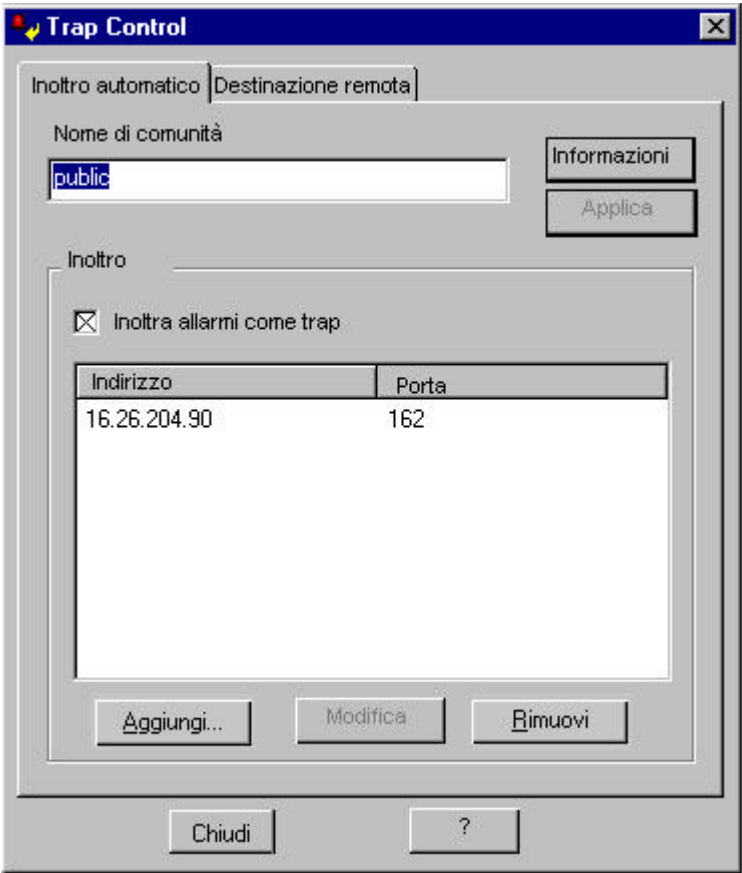 Trap Control
Inoltro automatico
Destinazione remota
Nome di comunità
public
Informazioni
Applica
Inoltro
Inoltra allarmi come trap
Indirizzo
Porta
16.26.204.90
162
Aggiungi...
Modifica
Rimuovi
Chiudi
?